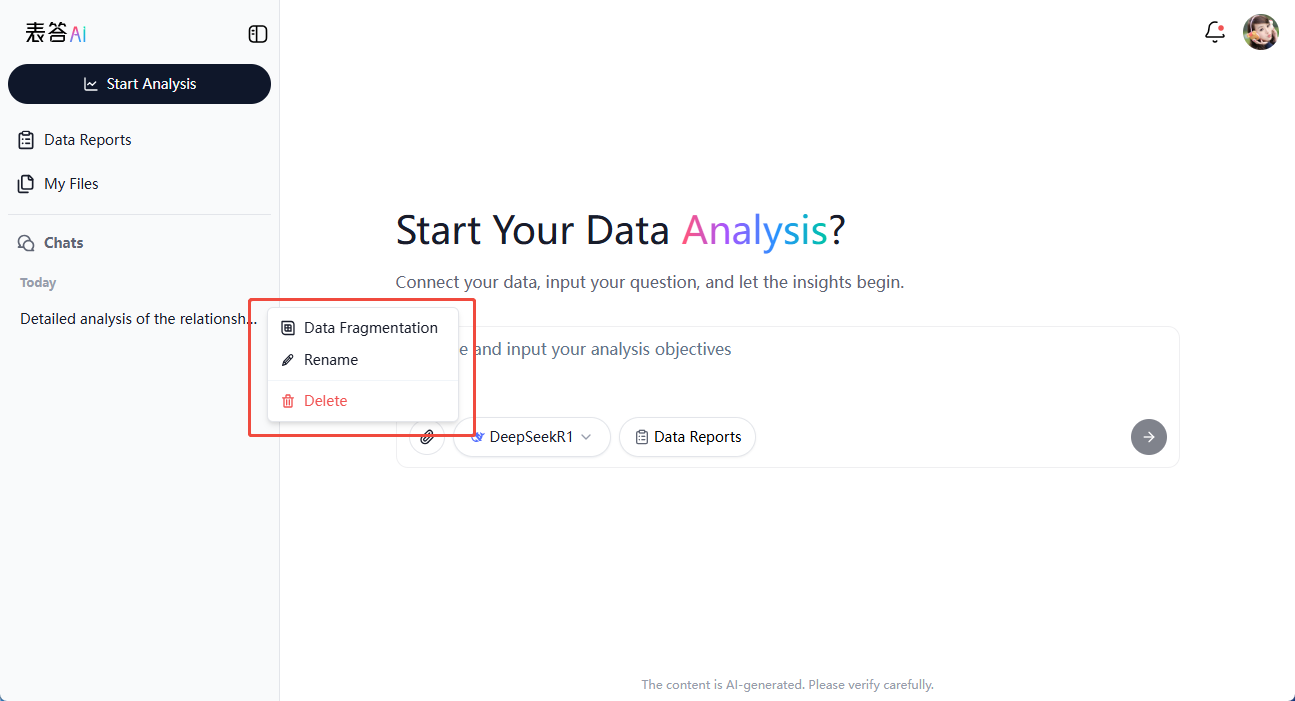 表答Ai
Start Analysis
Data Reports
My Files
Chats
Today
Detailed analysis of the relationsh...
Data Fragmentation
Rename
Delete
Start Your Data Analysis?
Connect your data, input your question, and let the insights begin.
e and input your analysis objectives
DeepSeekR1
Data Reports
The content is AI-generated. Please verify carefully.